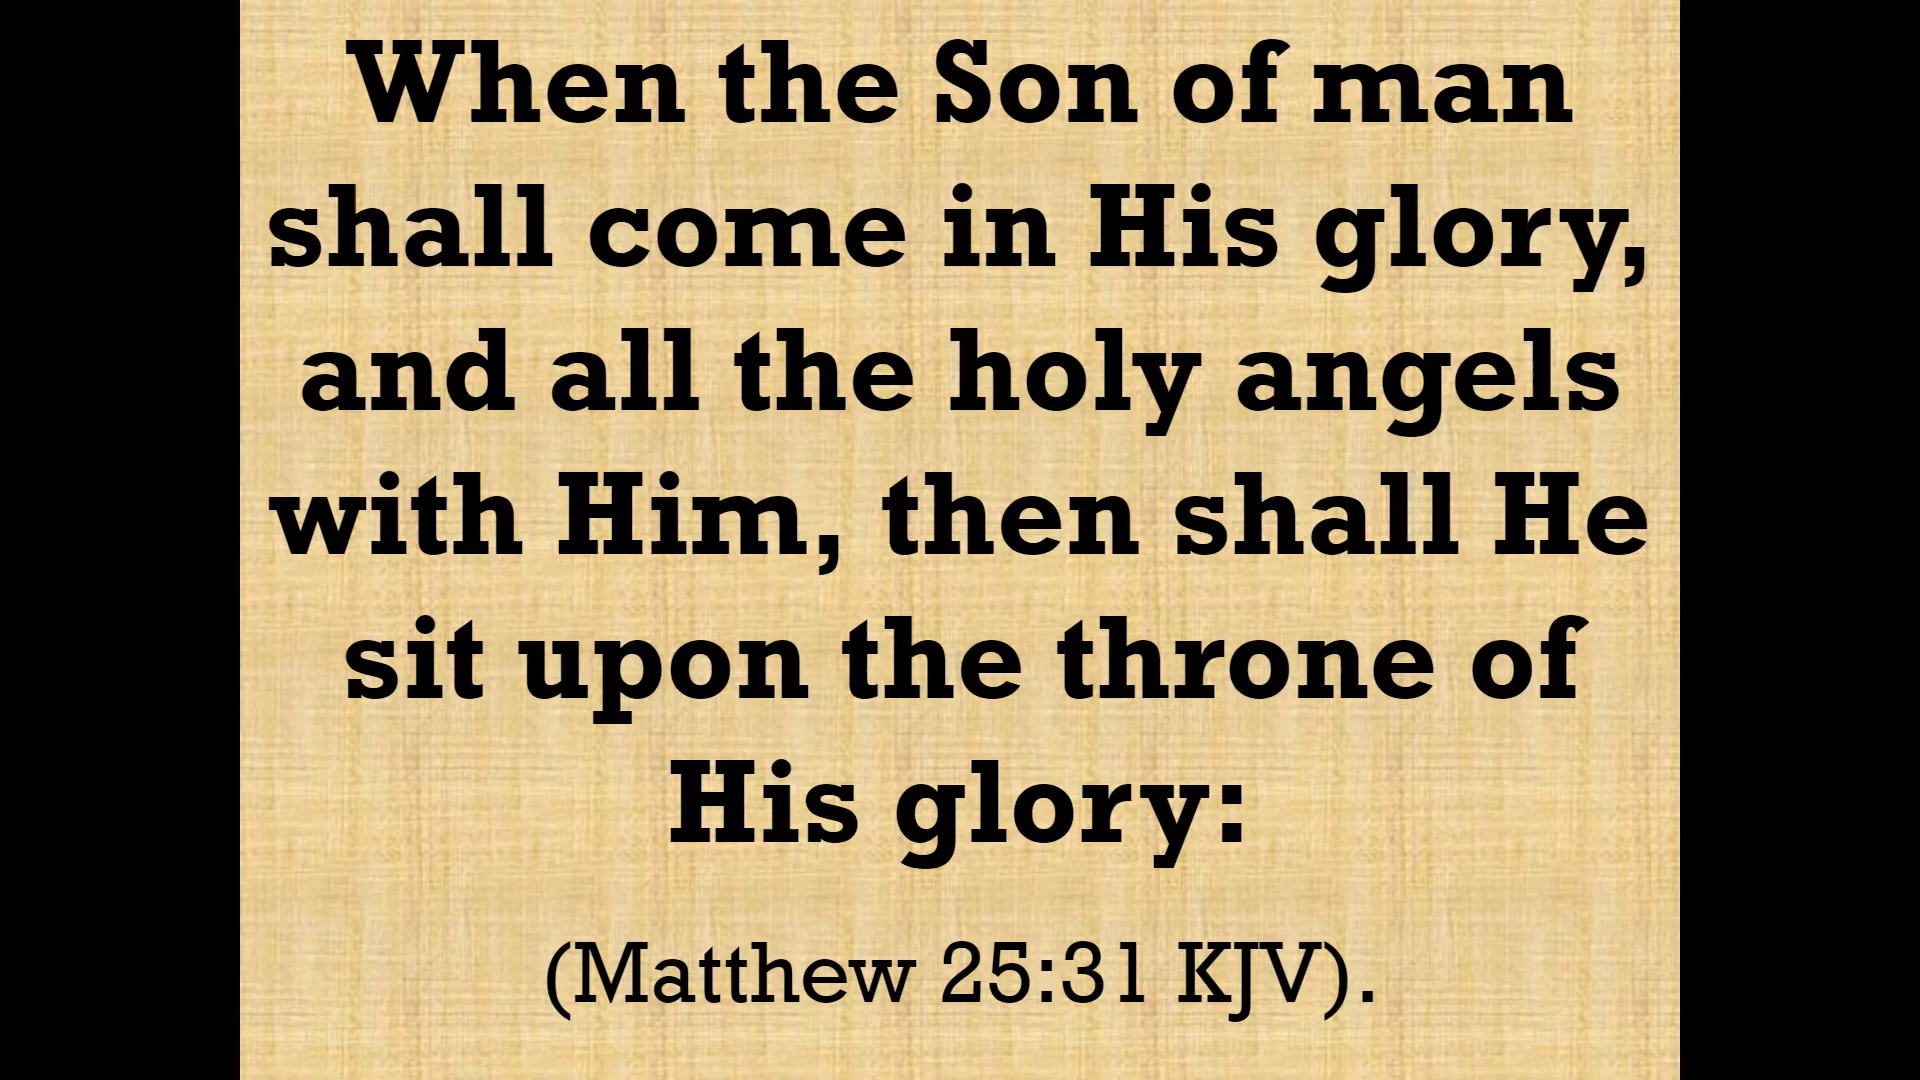 When the Son of man
shall come in His glory,
and all the holy angels
with Him, then shall He
sit upon the throne of
His glory:
(Matthew 25:31 KJV).